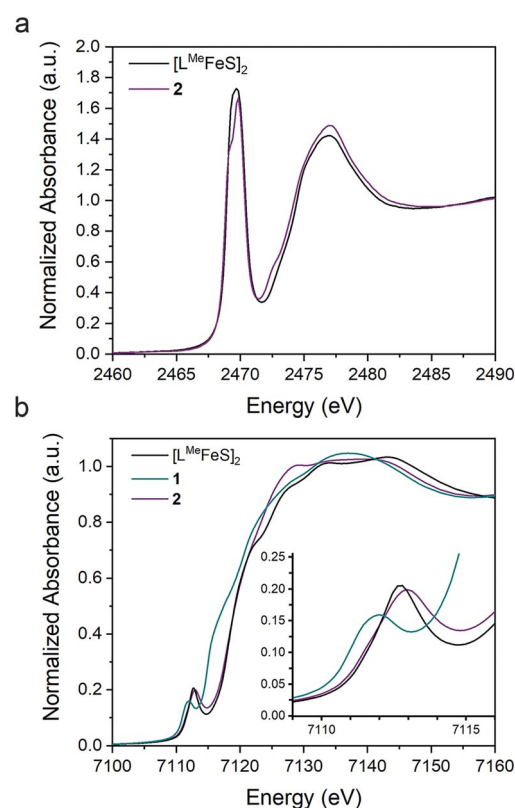 a
Normalized Absorbance (a.u.)
2.0
1.8
1.6
1.4
1.2
1.0
0.8
0.6
0.4
0.2
0.0
[LMeFeS]2
2
2460 2465 2470 2475 2480 2485 2490
Energy (eV)
b
Normalized Absorbance (a.u.)
1.0
0.8
0.6
0.4
0.2
0.0
[LMeFeS]2
1
2
0.25
0.20
0.15
0.10
0.05
0.00
7110 7115
7100 7110 7120 7130 7140 7150 7160
Energy (eV)